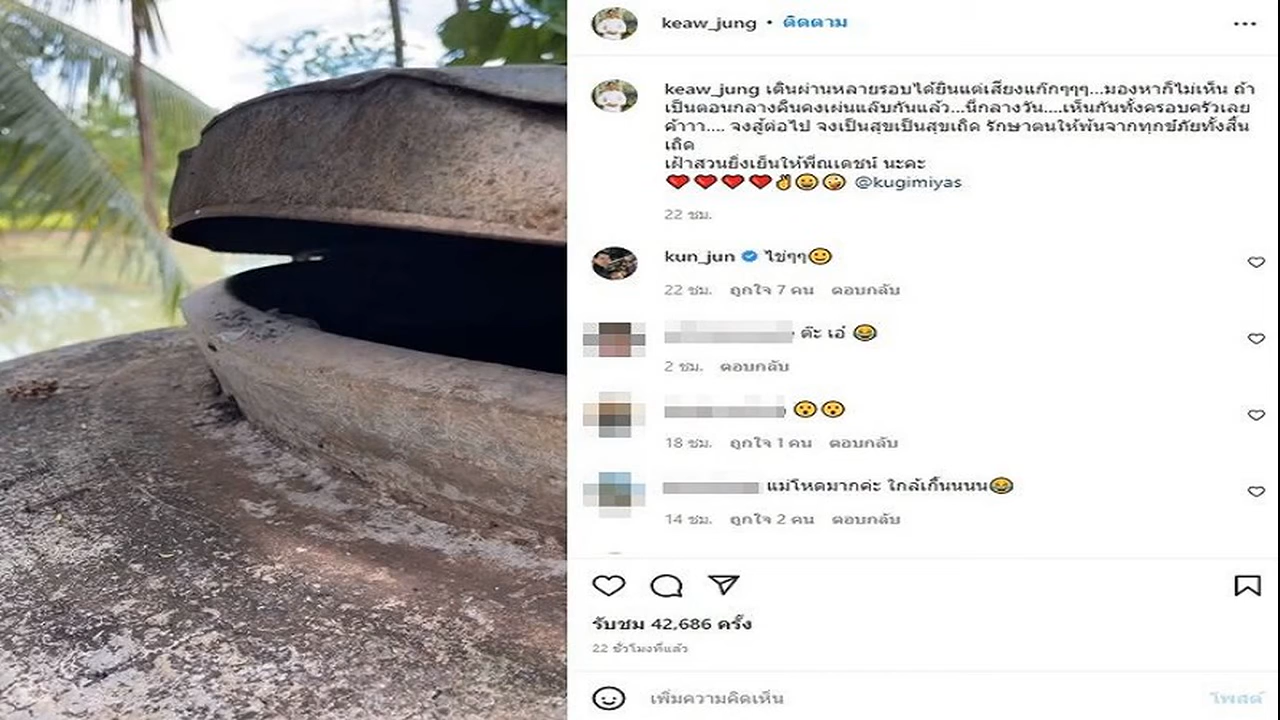 keaw_jung • ติดตาม
keaw_jung เดินผ่านหลายรอบได้ยินแต่เสียงแก๊กๆๆๆ...มองหาก็ไม่เห็น ถ้า
เป็นตอนกลางคืนคงเผ่นแล๊บกันแล้ว...นี่กลางวัน....เห็นกันทั้งครอบครัวเลย
ค้าาา.... จงสู้ต่อไป จงเป็นสุขเป็นสุขเถิด รักษาตนให้พ้นจากทุกข์ภัยทั้งสิ้น
เถิด
เฝ้าสวนยิ่งเย็นให้พี่ณเดชน์ นะคะ
❤️❤️❤️❤️✌️😀😜 @kugimiyas
22 ชม.
kun_jun ไข่ๆๆ🙂
22 ชม. ถูกใจ 7 คน ตอบกลับ
ต๊ะ เอ๋ 😂
2 ชม. ตอบกลับ
😮😮
18 ชม. ถูกใจ 1 คน ตอบกลับ
แม่โหดมากค่ะ ใกล้เกิ๊นนนน😂
14 ชม. ถูกใจ 2 คน ตอบกลับ
รับชม 42,686 ครั้ง
22 ชั่วโมงที่แล้ว
เพิ่มความคิดเห็น โพสต์